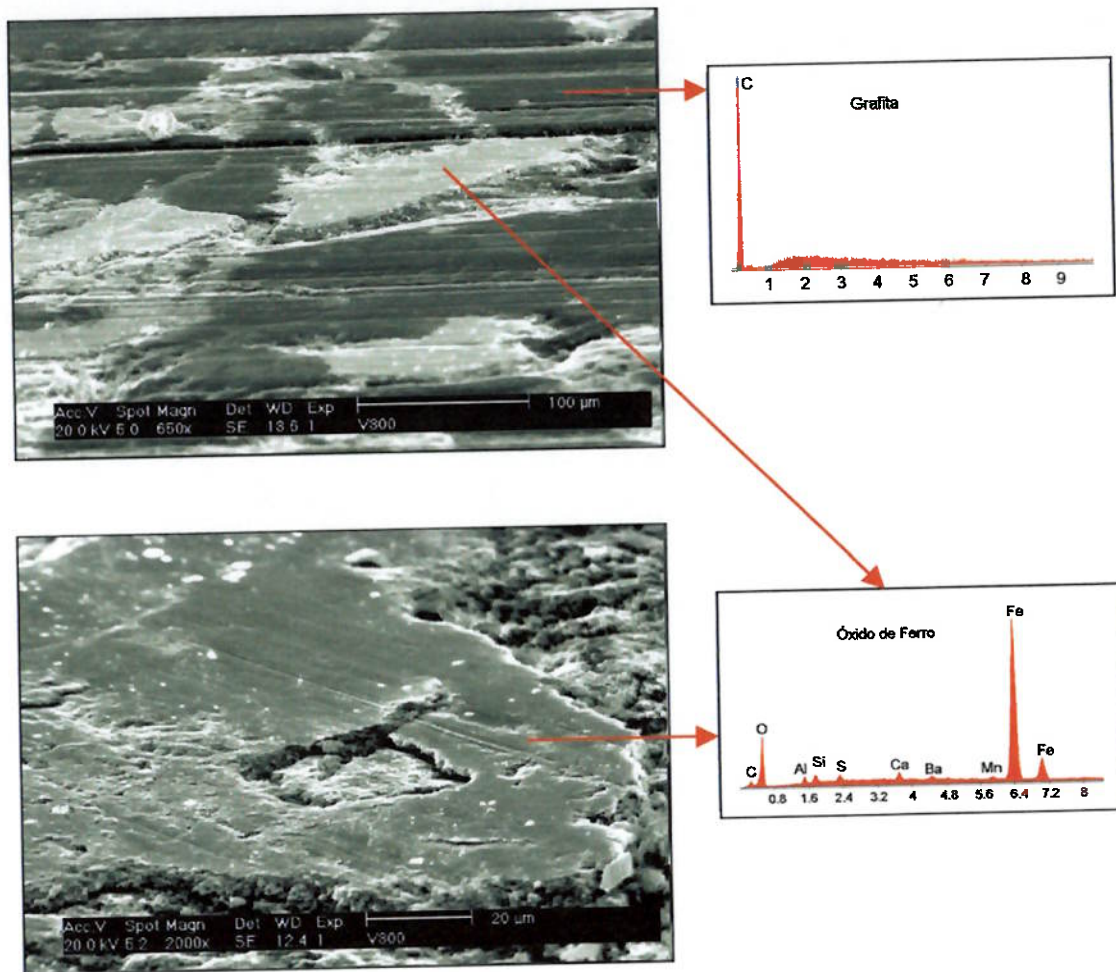 C
Grafita
1 2 3 4 5 6 7 8 9
Acc.V Spot Magn Det WD Exp 100 µm
20.0 kV 5.0 650x SE 13.5 1 V300
Fe
Óxido de Ferro
O
Fe
C Al Si S Ca Ba Mn
0.8 1.6 2.4 3.2 4 4.8 5.6 6.4 7.2 8
Acc.V Spot Magn Det WD Exp 20 µm
20.0 kV 5.2 2000x SE 12.4 1 V300